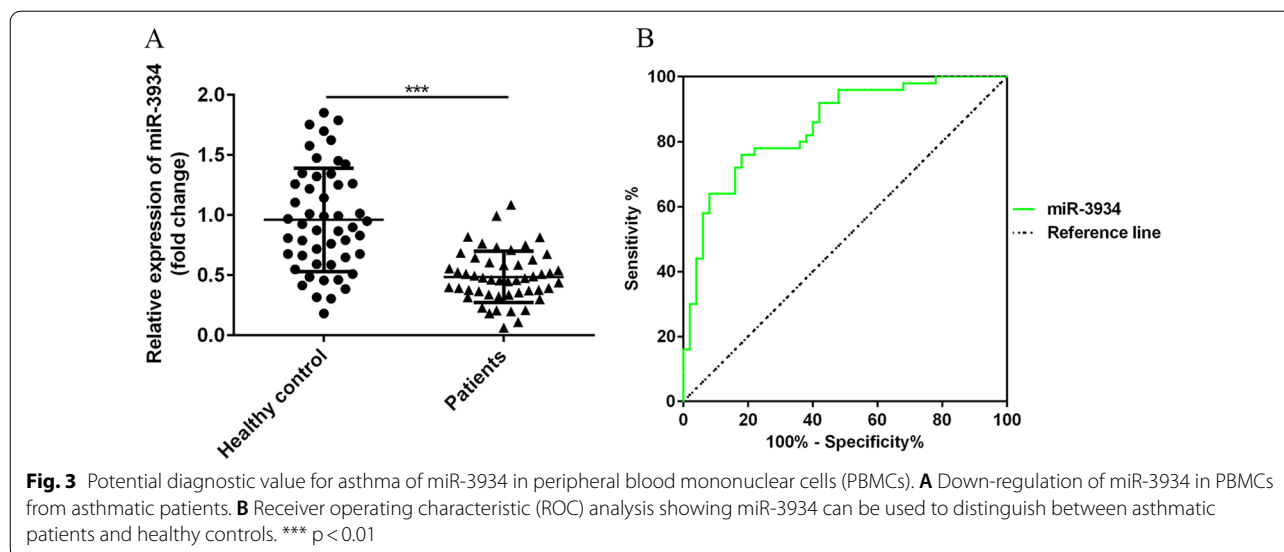 A
***
Relative expression of miR-3934
(fold change)
2.0
1.5
1.0
0.5
0.0
Healthy control
Patients
B
Sensitivity %
100
80
60
40
20
0
0 20 40 60 80 100
100% - Specificity%
miR-3934
Reference line
Fig. 3 Potential diagnostic value for asthma of miR-3934 in peripheral blood mononuclear cells (PBMCs). A Down-regulation of miR-3934 in PBMCs
from asthmatic patients. B Receiver operating characteristic (ROC) analysis showing miR-3934 can be used to distinguish between asthmatic
patients and healthy controls. *** p < 0.01